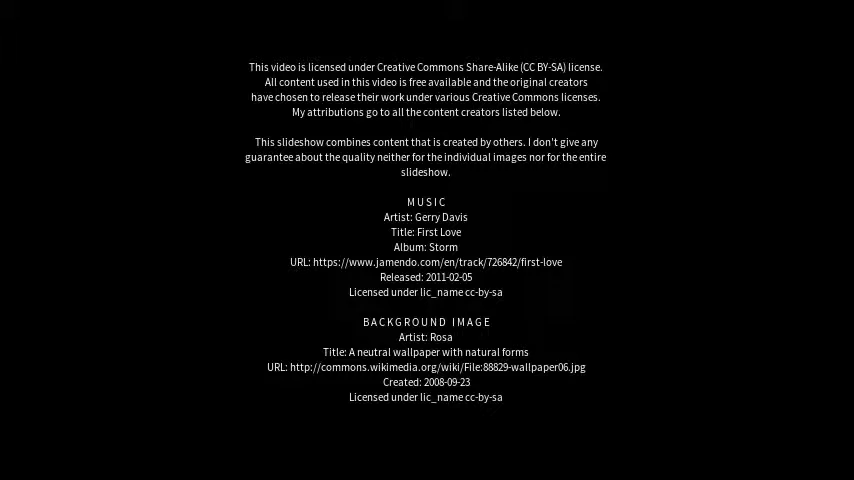 This video is licensed under Creative Commons Share-Alike (CC BY-SA) license.
All content used in this video is free available and the original creators
have chosen to release their work under various Creative Commons licenses.
My attributions go to all the content creators listed below.
This slideshow combines content that is created by others. I don't give any
guarantee about the quality neither for the individual images nor for the entire
slideshow.
MUSIC
Artist: Gerry Davis
Title: First Love
Album: Storm
URL: https://www.jamendo.com/en/track/726842/first-love
Released: 2011-02-05
Licensed under lic_name cc-by-sa
BACKGROUND IMAGE
Artist: Rosa
Title: A neutral wallpaper with natural forms
URL: http://commons.wikimedia.org/wiki/File:88829-wallpaper06.jpg
Created: 2008-09-23
Licensed under lic_name cc-by-sa